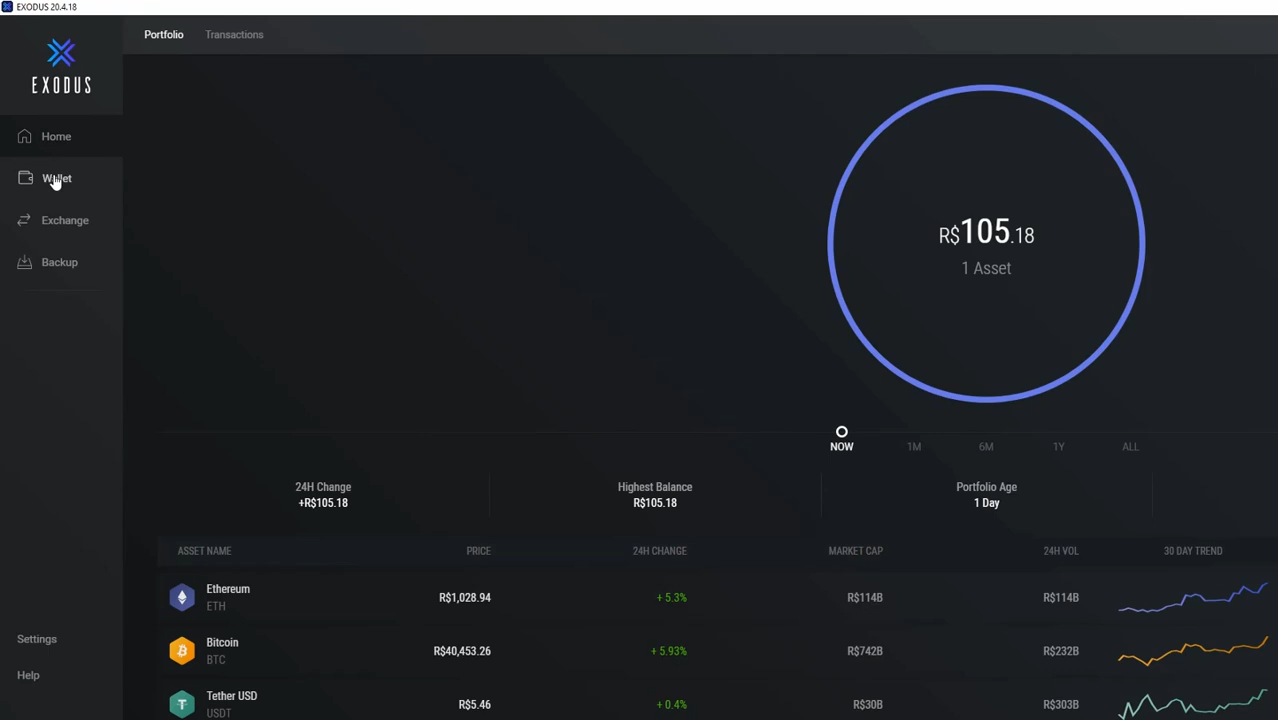 EXODUS 20.4.18
Portfolio Transactions
EXODUS
Home
Wallet
Exchange
Backup
R$105.18
1 Asset
NOW 1M 6M 1Y ALL
24H Change Highest Balance Portfolio Age
+R$105.18 R$105.18 1 Day
ASSET NAME PRICE 24H CHANGE MARKET CAP 24H VOL 30 DAY TREND
Ethereum
ETH
R$1,028.94 + 5.3% R$114B R$114B
Bitcoin
BTC
R$40,453.26 + 5.93% R$742B R$232B
Tether USD
USDT
R$5.46 + 0.4% R$30B R$303B
Settings
Help